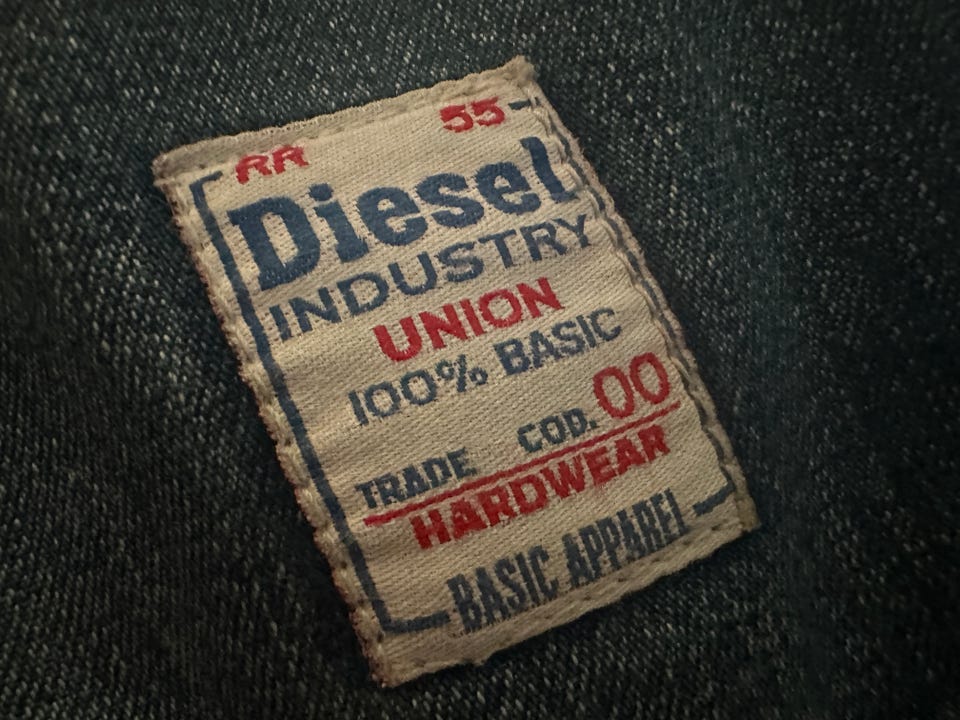 RR 55
Diesel
INDUSTRY
UNION
100% BASIC
TRADE COD. 00
HARDWEAR
BASIC APPAREL